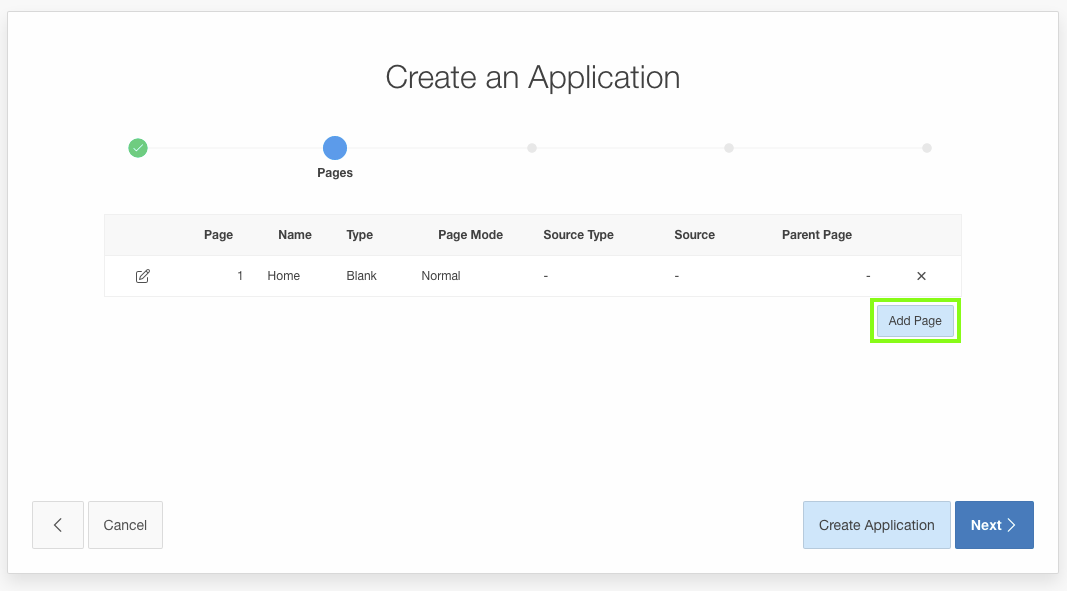 Create an Application
Pages
Page Name Type Page Mode Source Type Source Parent Page
1 Home Blank Normal - - -
Add Page
Cancel Create Application Next